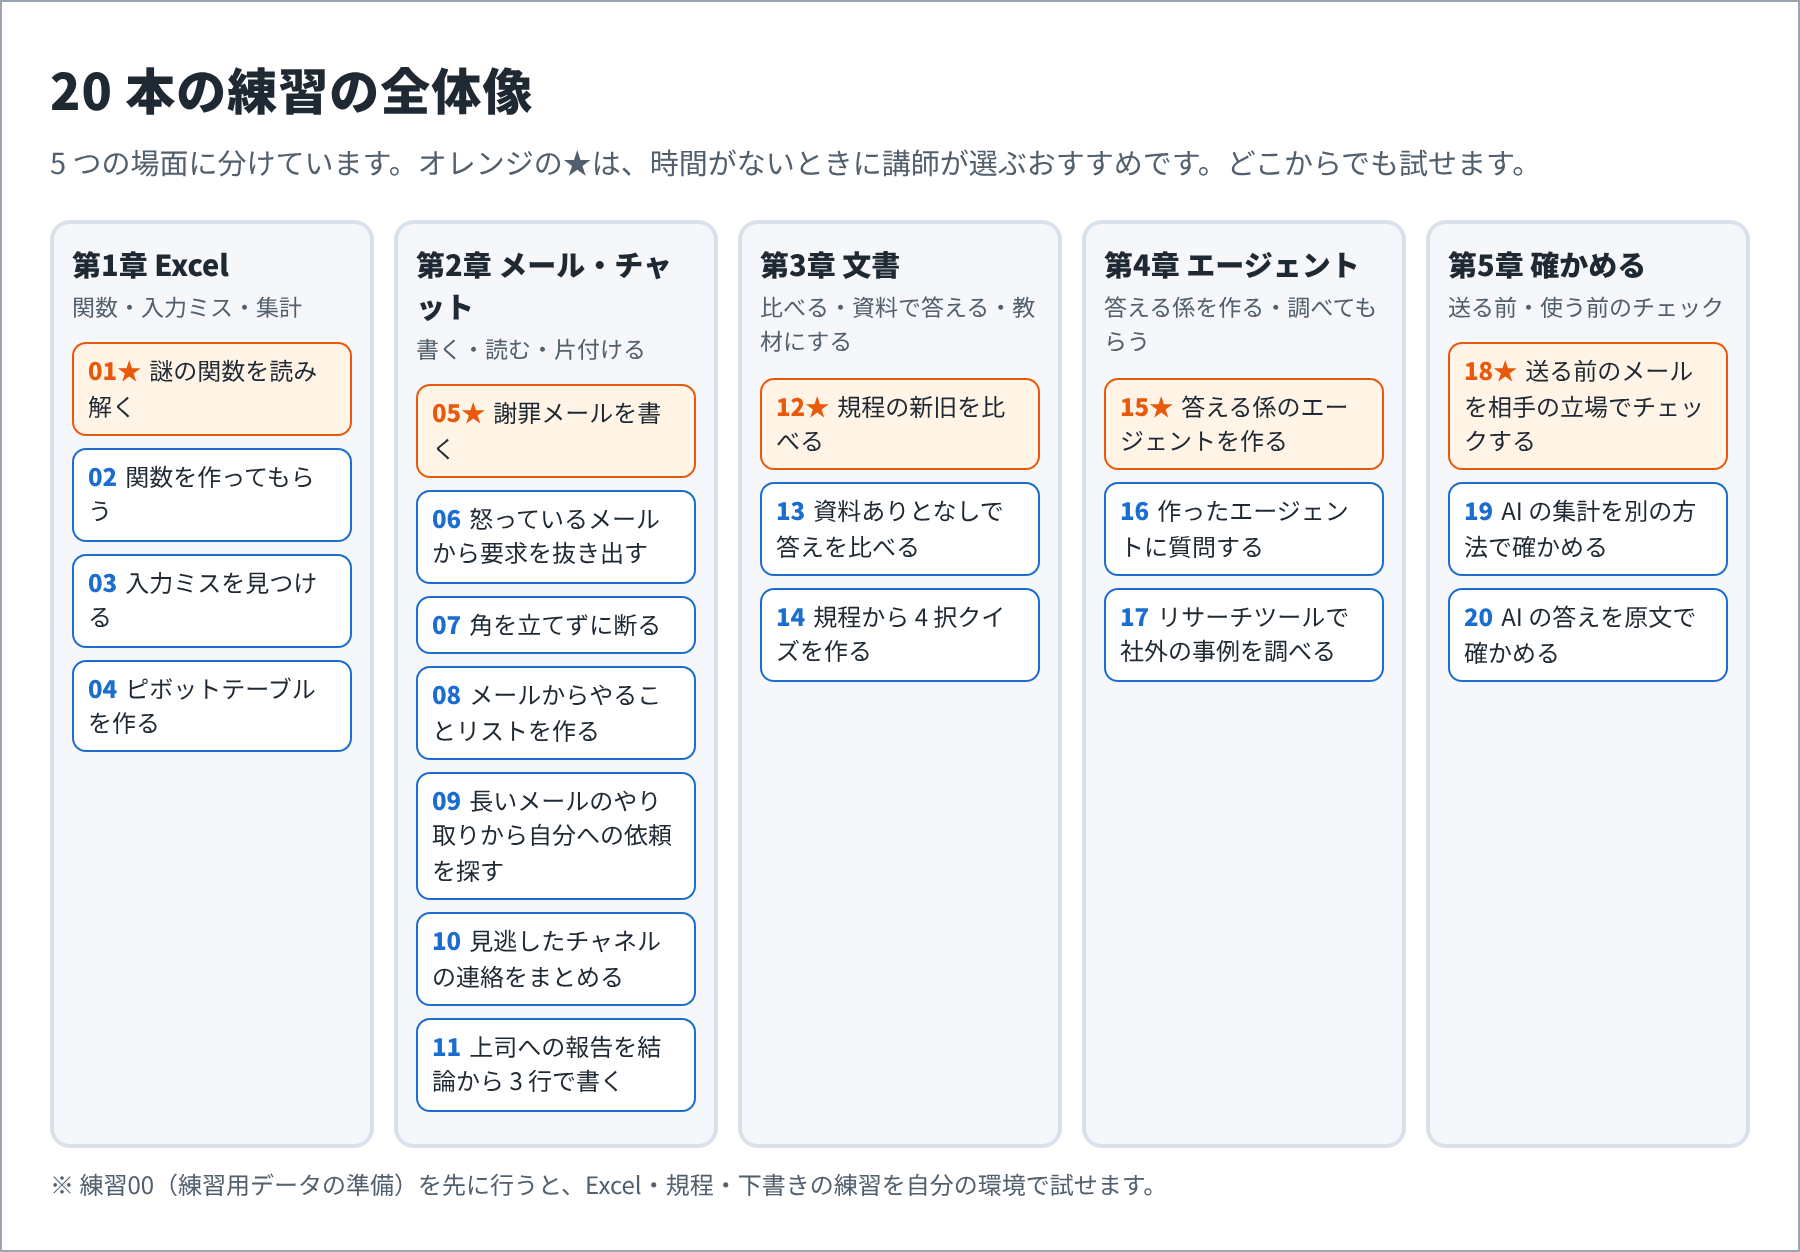 20 本の練習の全体像
5 つの場面に分けています。オレンジの★は、時間がないときに講師が選ぶおすすめです。どこからでも試せます。
第1章 Excel
関数・入力ミス・集計
01★ 謎の関数を読み
解く
02 関数を作ってもら
う
03 入力ミスを見つけ
る
04 ピボットテーブル
を作る
第2章 メール・チャ
ット
書く・読む・片付ける
05★ 謝罪メールを書
く
06 怒っているメール
から要求を抜き出す
07 角を立てずに断る
08 メールからやるこ
とリストを作る
09 長いメールのやり
取りから自分への依頼
を探す
10 見逃したチャネル
の連絡をまとめる
11 上司への報告を結
論から 3 行で書く
第3章 文書
比べる・資料で答える・教
材にする
12★ 規程の新旧を比
べる
13 資料ありとなしで
答えを比べる
14 規程から 4 択クイ
ズを作る
第4章 エージェント
答える係を作る・調べても
らう
15★ 答える係のエー
ジェントを作る
16 作ったエージェン
トに質問する
17 リサーチツールで
社外の事例を調べる
第5章 確かめる
送る前・使う前のチェック
18★ 送る前のメール
を相手の立場でチェッ
クする
19 AI の集計を別の方
法で確かめる
20 AI の答えを原文で
確かめる
※ 練習00（練習用データの準備）を先に行うと、Excel・規程・下書きの練習を自分の環境で試せます。